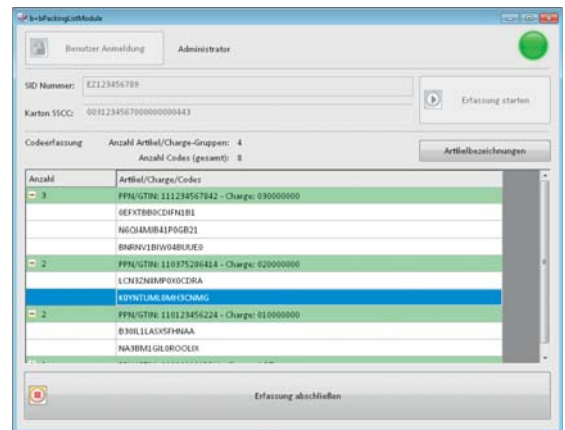 b+bPackingListModule
Benutzer Anmeldung Administrator
SID Nummer: EZ123456789
Karton SSCC: 0031234567000000000443
Erfassung starten
Codeerfassung Anzahl Artikel/Charge-Gruppen: 4
Anzahl Codes (gesamt): 8
Artikelbezeichnungen
Anzahl Artikel/Charge/Codes
3 PPN/GTIN: 111234567842 - Charge: 030000000
0EFXTBB0CDIFN1B1
N6OJ4MJB41P0GB21
BNRNV1BIW04BUUE0
2 PPN/GTIN: 110375286414 - Charge: 020000000
LCN3ZN8MP0X0CDRA
K0YNTUML0MH3CNMG
2 PPN/GTIN: 110123456224 - Charge: 010000000
B30IL1LASX5FHNAA
NA3BM1GIL0ROOLIX
Erfassung abschließen